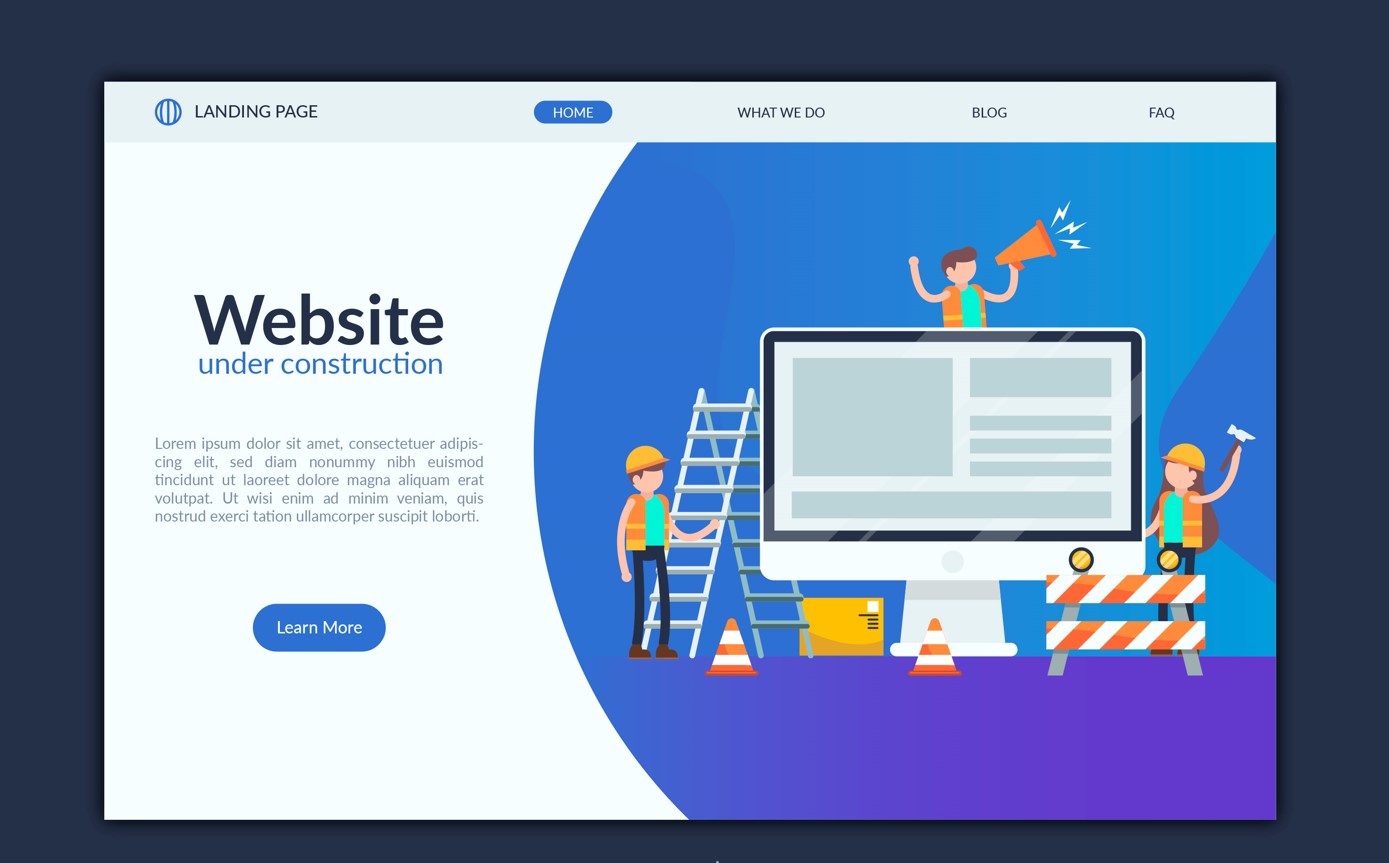 LANDING PAGE
HOME
WHAT WE DO
BLOG
FAQ
Website
under construction
Lorem ipsum dolor sit amet, consectetuer adipis-
cing elit, sed diam nonummy nibh euismod
tincidunt ut laoreet dolore magna aliquam erat
volutpat. Ut wisi enim ad minim veniam, quis
nostrud exerci tation ullamcorper suscipit loborti.
Learn More